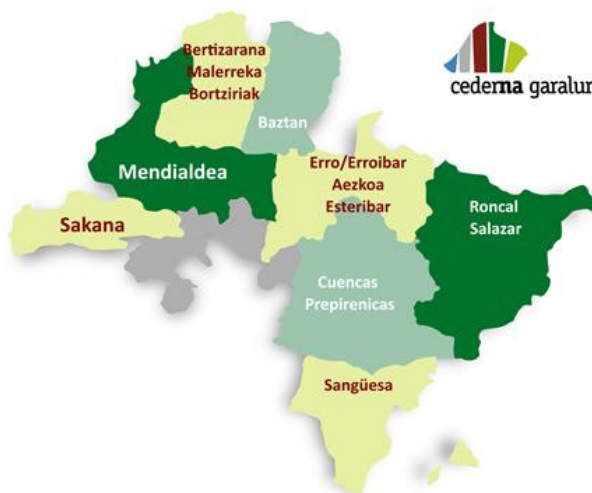 Bertizarana
Malerreka
Bortziriak
cederna garalur
Baztan
Mendialdea
Erro/Erroibar
Aezkoa
Esteribar
Roncal
Salazar
Sakana
Cuencas
Prepirenicas
Sangüesa